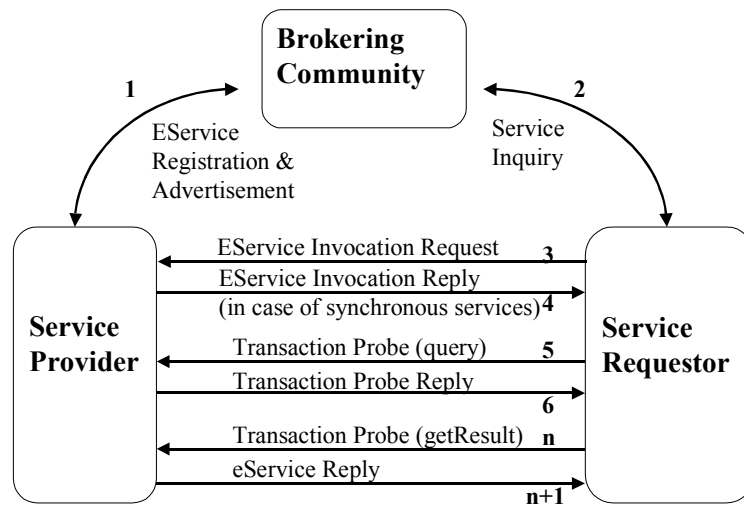 Brokering
Community
1
2
EService
Registration &
Advertisement
Service
Inquiry
EService Invocation Request
3
EService Invocation Reply
(in case of synchronous services)
4
Service
Provider
Service
Requestor
Transaction Probe (query)
5
Transaction Probe Reply
6
Transaction Probe (getResult)
n
eService Reply
n+1